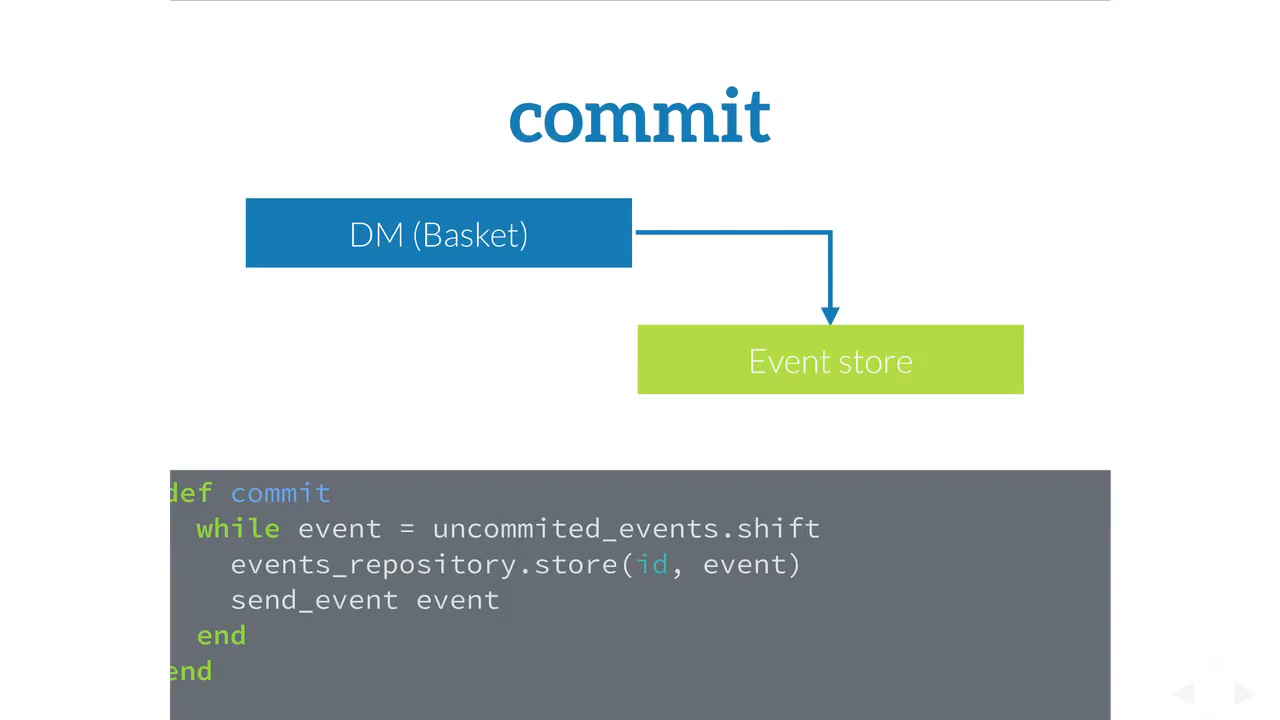 commit
DM (Basket)
Event store
def commit
  while event = uncommited_events.shift
    events_repository.store(id, event)
    send_event event
  end
end